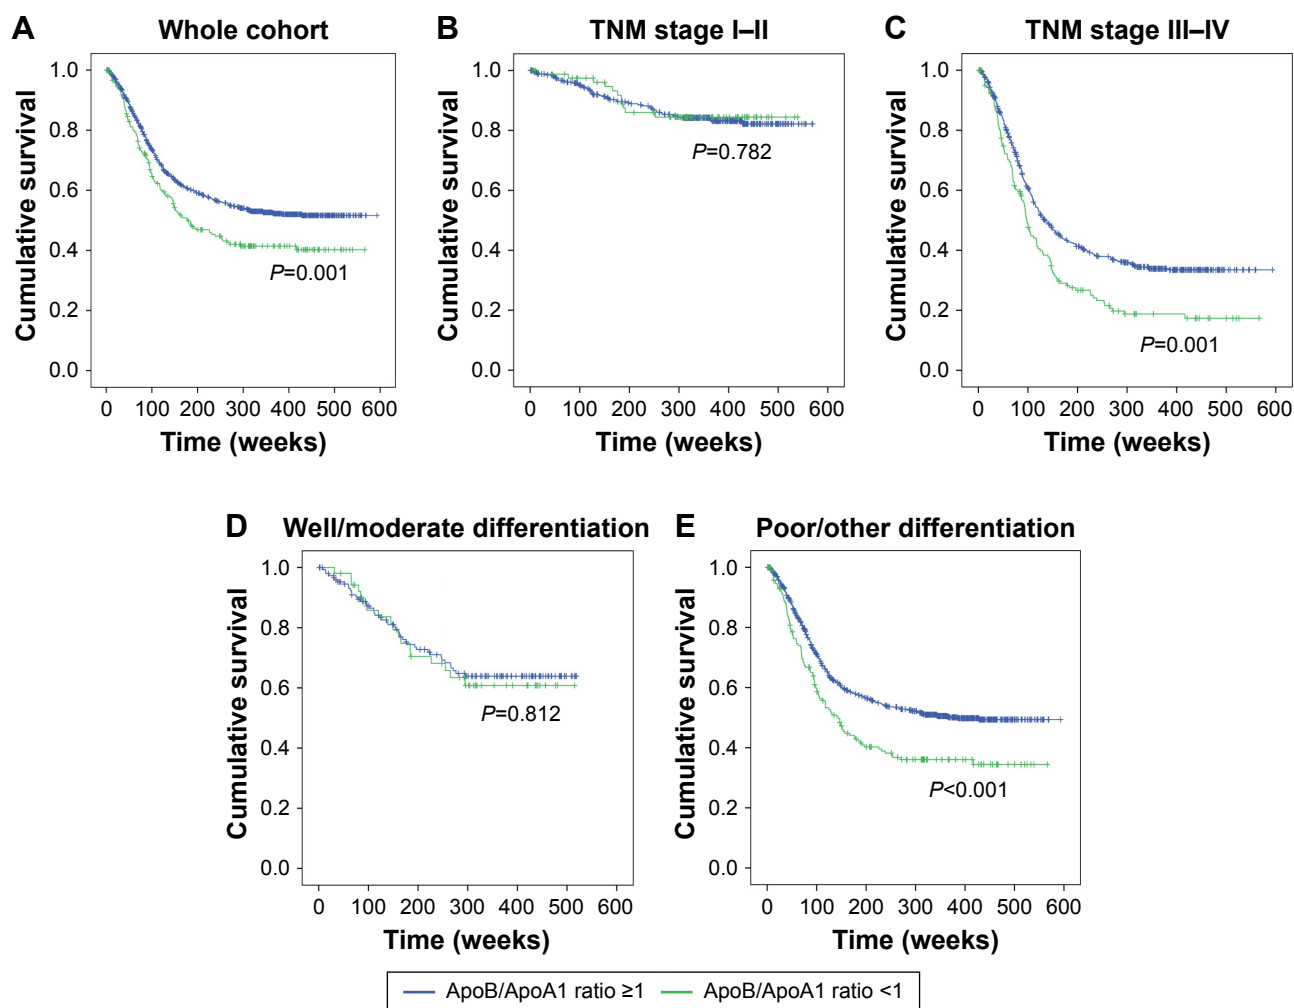 A Whole cohort
Cumulative survival
1.0
0.8
0.6
0.4
0.2
0.0
P=0.001
0 100 200 300 400 500 600
Time (weeks)
B TNM stage I–II
Cumulative survival
1.0
0.8
0.6
0.4
0.2
0.0
P=0.782
0 100 200 300 400 500 600
Time (weeks)
C TNM stage III–IV
Cumulative survival
1.0
0.8
0.6
0.4
0.2
0.0
P=0.001
0 100 200 300 400 500 600
Time (weeks)
D Well/moderate differentiation
Cumulative survival
1.0
0.8
0.6
0.4
0.2
0.0
P=0.812
0 100 200 300 400 500 600
Time (weeks)
E Poor/other differentiation
Cumulative survival
1.0
0.8
0.6
0.4
0.2
0.0
P<0.001
0 100 200 300 400 500 600
Time (weeks)
ApoB/ApoA1 ratio ≥1 ApoB/ApoA1 ratio <1